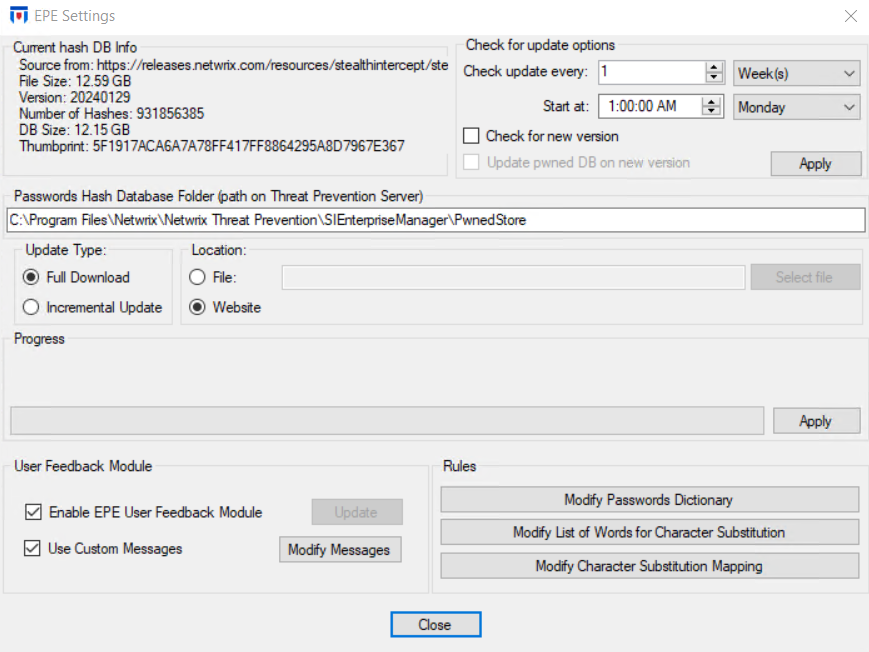 EPE Settings
Current hash DB Info
Source from: https://releases.netwrix.com/resources/stealthintercept/ste
File Size: 12.59 GB
Version: 20240129
Number of Hashes: 931856385
DB Size: 12.15 GB
Thumbprint: 5F1917ACA6A7A78FF417FF8864295A8D7967E367
Check for update options
Check update every: 1 Week(s)
Start at: 1:00:00 AM Monday
Check for new version
Update pwned DB on new version
Apply
Passwords Hash Database Folder (path on Threat Prevention Server)
C:\Program Files\Netwrix\Netwrix Threat Prevention\SIEnterpriseManager\PwnedStore
Update Type:
Full Download
Incremental Update
Location:
File:
Select file
Website
Progress
Apply
User Feedback Module
Enable EPE User Feedback Module
Update
Use Custom Messages
Modify Messages
Rules
Modify Passwords Dictionary
Modify List of Words for Character Substitution
Modify Character Substitution Mapping
Close